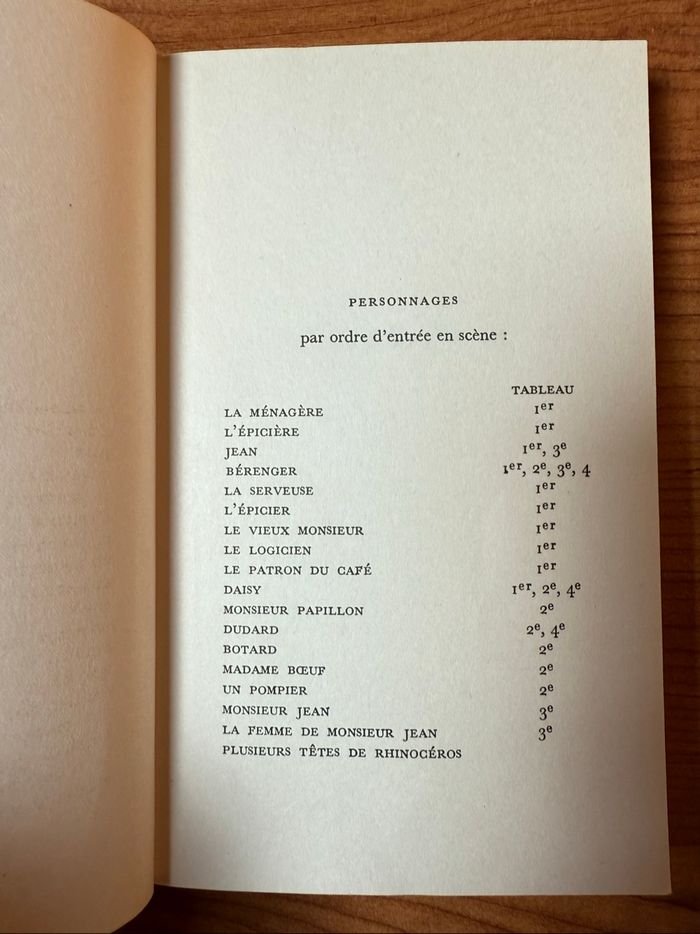 PERSONNAGES
par ordre d'entrée en scène :
TABLEAU
LA MÉNAGÈRE 1er
L'ÉPICIÈRE 1er
JEAN 1er, 3e
BÉRENGER 1er, 2e, 3e, 4
LA SERVEUSE 1er
L'ÉPICIER 1er
LE VIEUX MONSIEUR 1er
LE LOGICIEN 1er
LE PATRON DU CAFÉ 1er
DAISY 1er, 2e, 4e
MONSIEUR PAPILLON 2e
DUDARD 2e, 4e
BOTARD 2e
MADAME BŒUF 2e
UN POMPIER 2e
MONSIEUR JEAN 3e
LA FEMME DE MONSIEUR JEAN 3e
PLUSIEURS TÊTES DE RHINOCÉROS